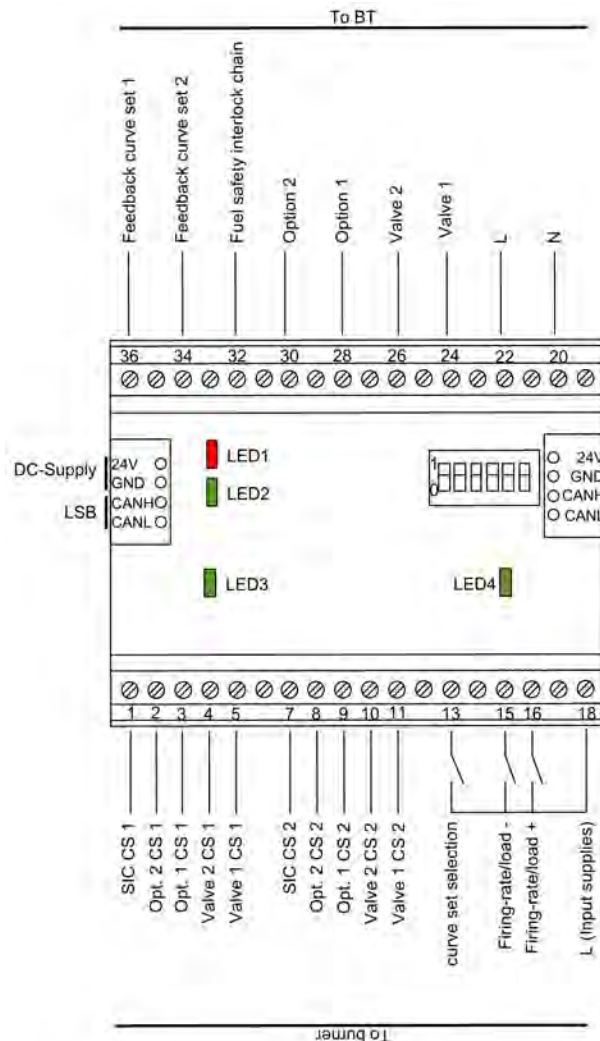 To BT
Feedback curve set 1
Feedback curve set 2
Fuel safety interlock chain
Option 2
Option 1
Valve 2
Valve 1
L
N
36 34 32 30 28 26 24 22 20
DC-Supply
LSB
24V
GND
CANH
CANL
LED1
LED2
LED3
1
0
LED4
24V
GND
CANH
CANL
1 2 3 4 5 7 8 9 10 11 13 15 16 18
SIC CS 1
Opt. 2 CS 1
Opt. 1 CS 1
Valve 2 CS 1
Valve 1 CS 1
SIC CS 2
Opt. 2 CS 2
Opt. 1 CS 2
Valve 2 CS 2
Valve 1 CS 2
curve set selection
Firing-rate/load -
Firing-rate/load +
L (Input supplies)
To burner